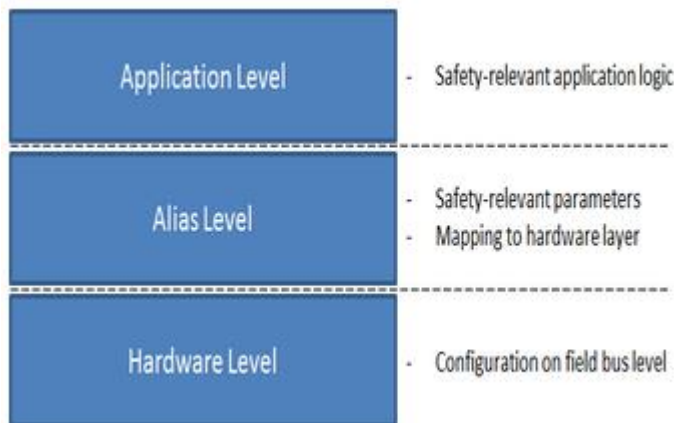 Application Level
- Safety-relevant application logic
Alias Level
- Safety-relevant parameters
- Mapping to hardware layer
Hardware Level
- Configuration on field bus level